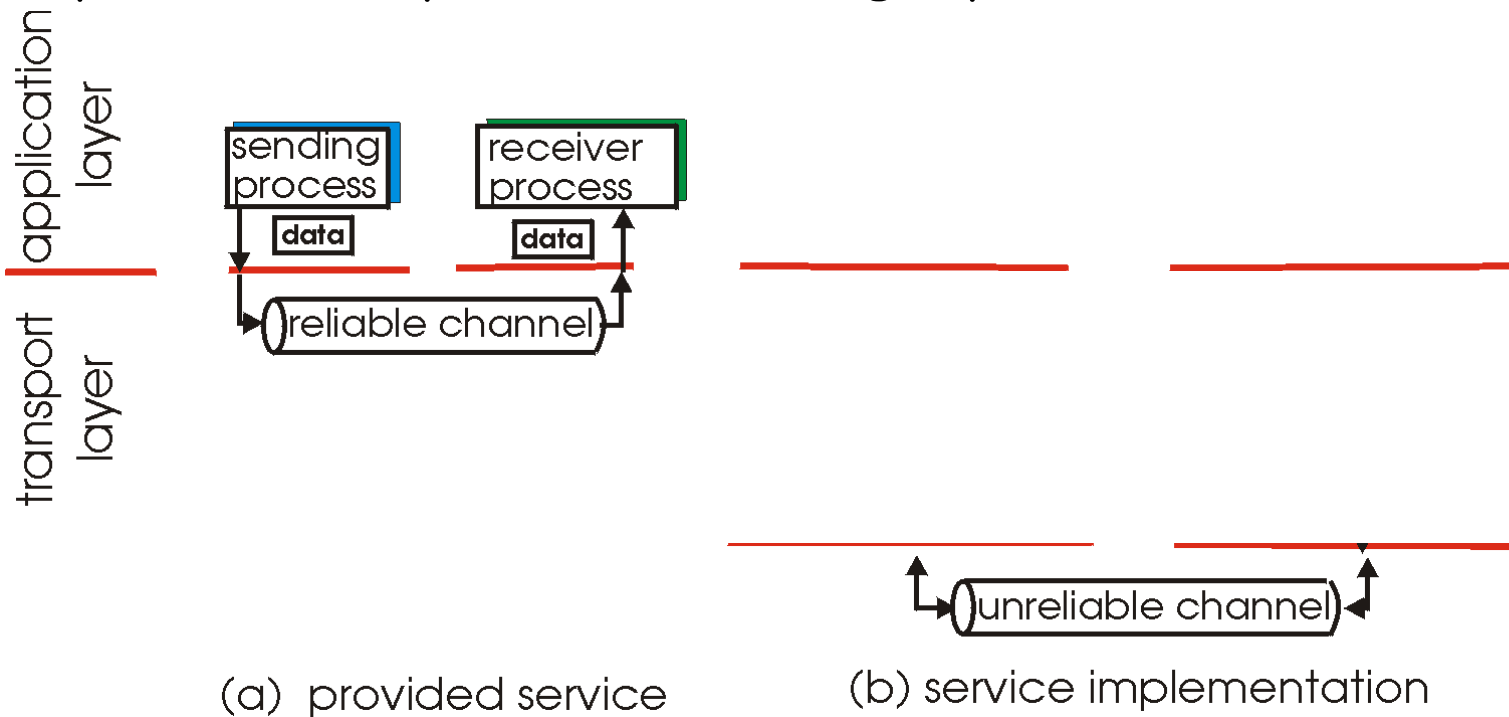 application
layer
sending
process
receiver
process
data
data
reliable channel
transport
layer
unreliable channel
(a) provided service
(b) service implementation